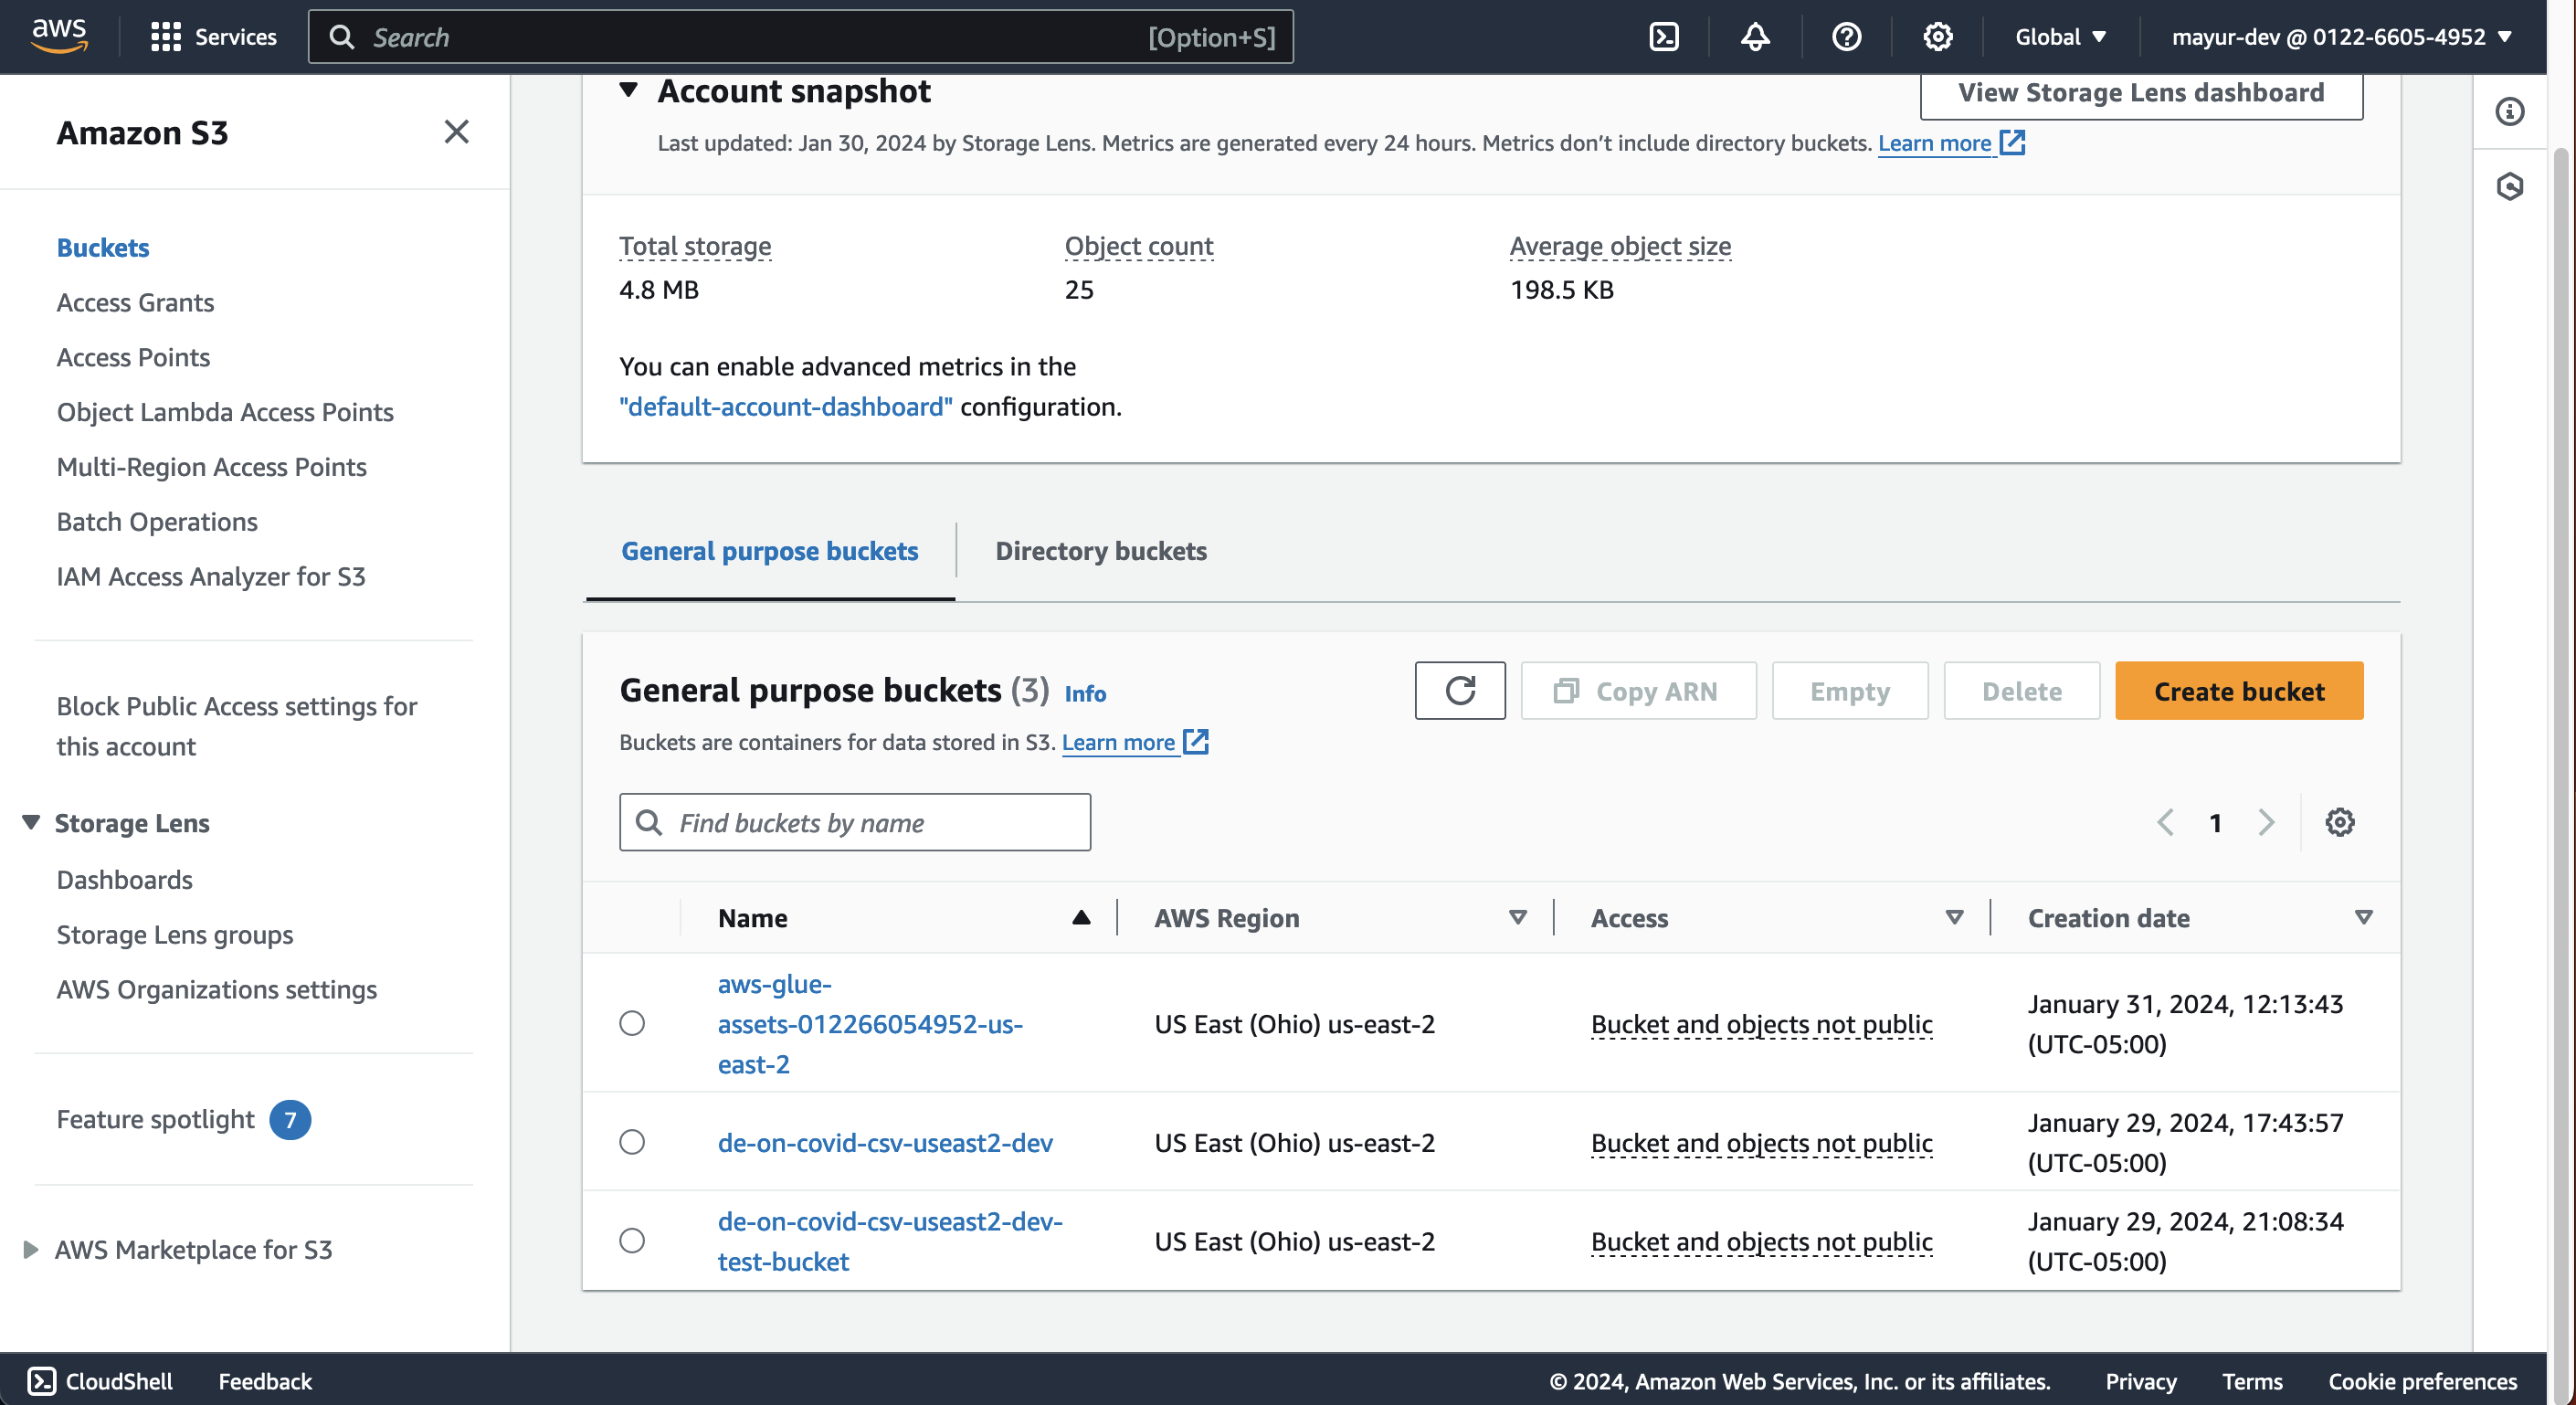 aws
Services
Search
[Option+S]
Global
mayur-dev @ 0122-6605-4952
Amazon S3
Buckets
Access Grants
Access Points
Object Lambda Access Points
Multi-Region Access Points
Batch Operations
IAM Access Analyzer for S3
Block Public Access settings for
this account
Storage Lens
Dashboards
Storage Lens groups
AWS Organizations settings
Feature spotlight 7
AWS Marketplace for S3
Account snapshot
View Storage Lens dashboard
Last updated: Jan 30, 2024 by Storage Lens. Metrics are generated every 24 hours. Metrics don’t include directory buckets. Learn more
Total storage
4.8 MB
Object count
25
Average object size
198.5 KB
You can enable advanced metrics in the
"default-account-dashboard" configuration.
General purpose buckets
Directory buckets
General purpose buckets (3) Info
Buckets are containers for data stored in S3. Learn more
Copy ARN
Empty
Delete
Create bucket
Find buckets by name
1
Name
AWS Region
Access
Creation date
aws-glue-
assets-012266054952-us-
east-2
US East (Ohio) us-east-2
Bucket and objects not public
January 31, 2024, 12:13:43
(UTC-05:00)
de-on-covid-csv-useast2-dev
US East (Ohio) us-east-2
Bucket and objects not public
January 29, 2024, 17:43:57
(UTC-05:00)
de-on-covid-csv-useast2-dev-
test-bucket
US East (Ohio) us-east-2
Bucket and objects not public
January 29, 2024, 21:08:34
(UTC-05:00)
CloudShell
Feedback
© 2024, Amazon Web Services, Inc. or its affiliates.
Privacy
Terms
Cookie preferences